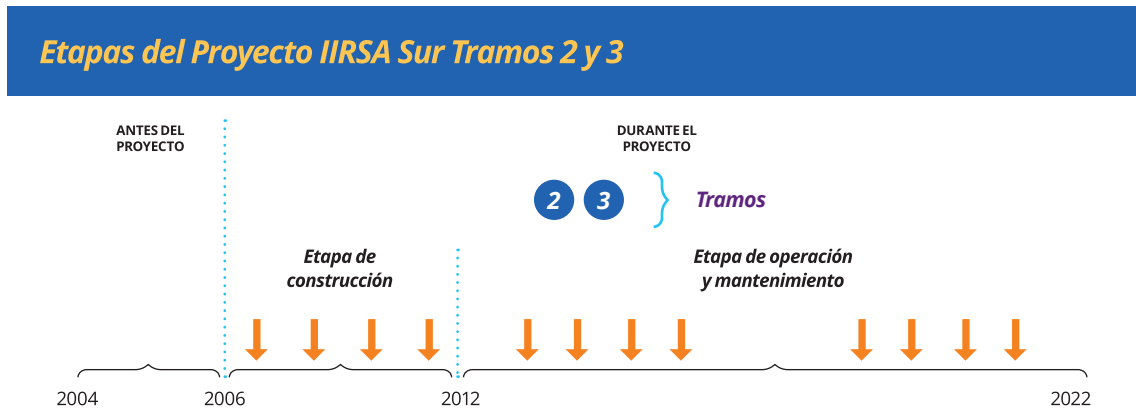 Etapas del Proyecto IIRSA Sur Tramos 2 y 3
ANTES DEL
PROYECTO
DURANTE EL
PROYECTO
2 3 Tramos
Etapa de
construcción
Etapa de operación
y mantenimiento
2004 2006 2012 2022